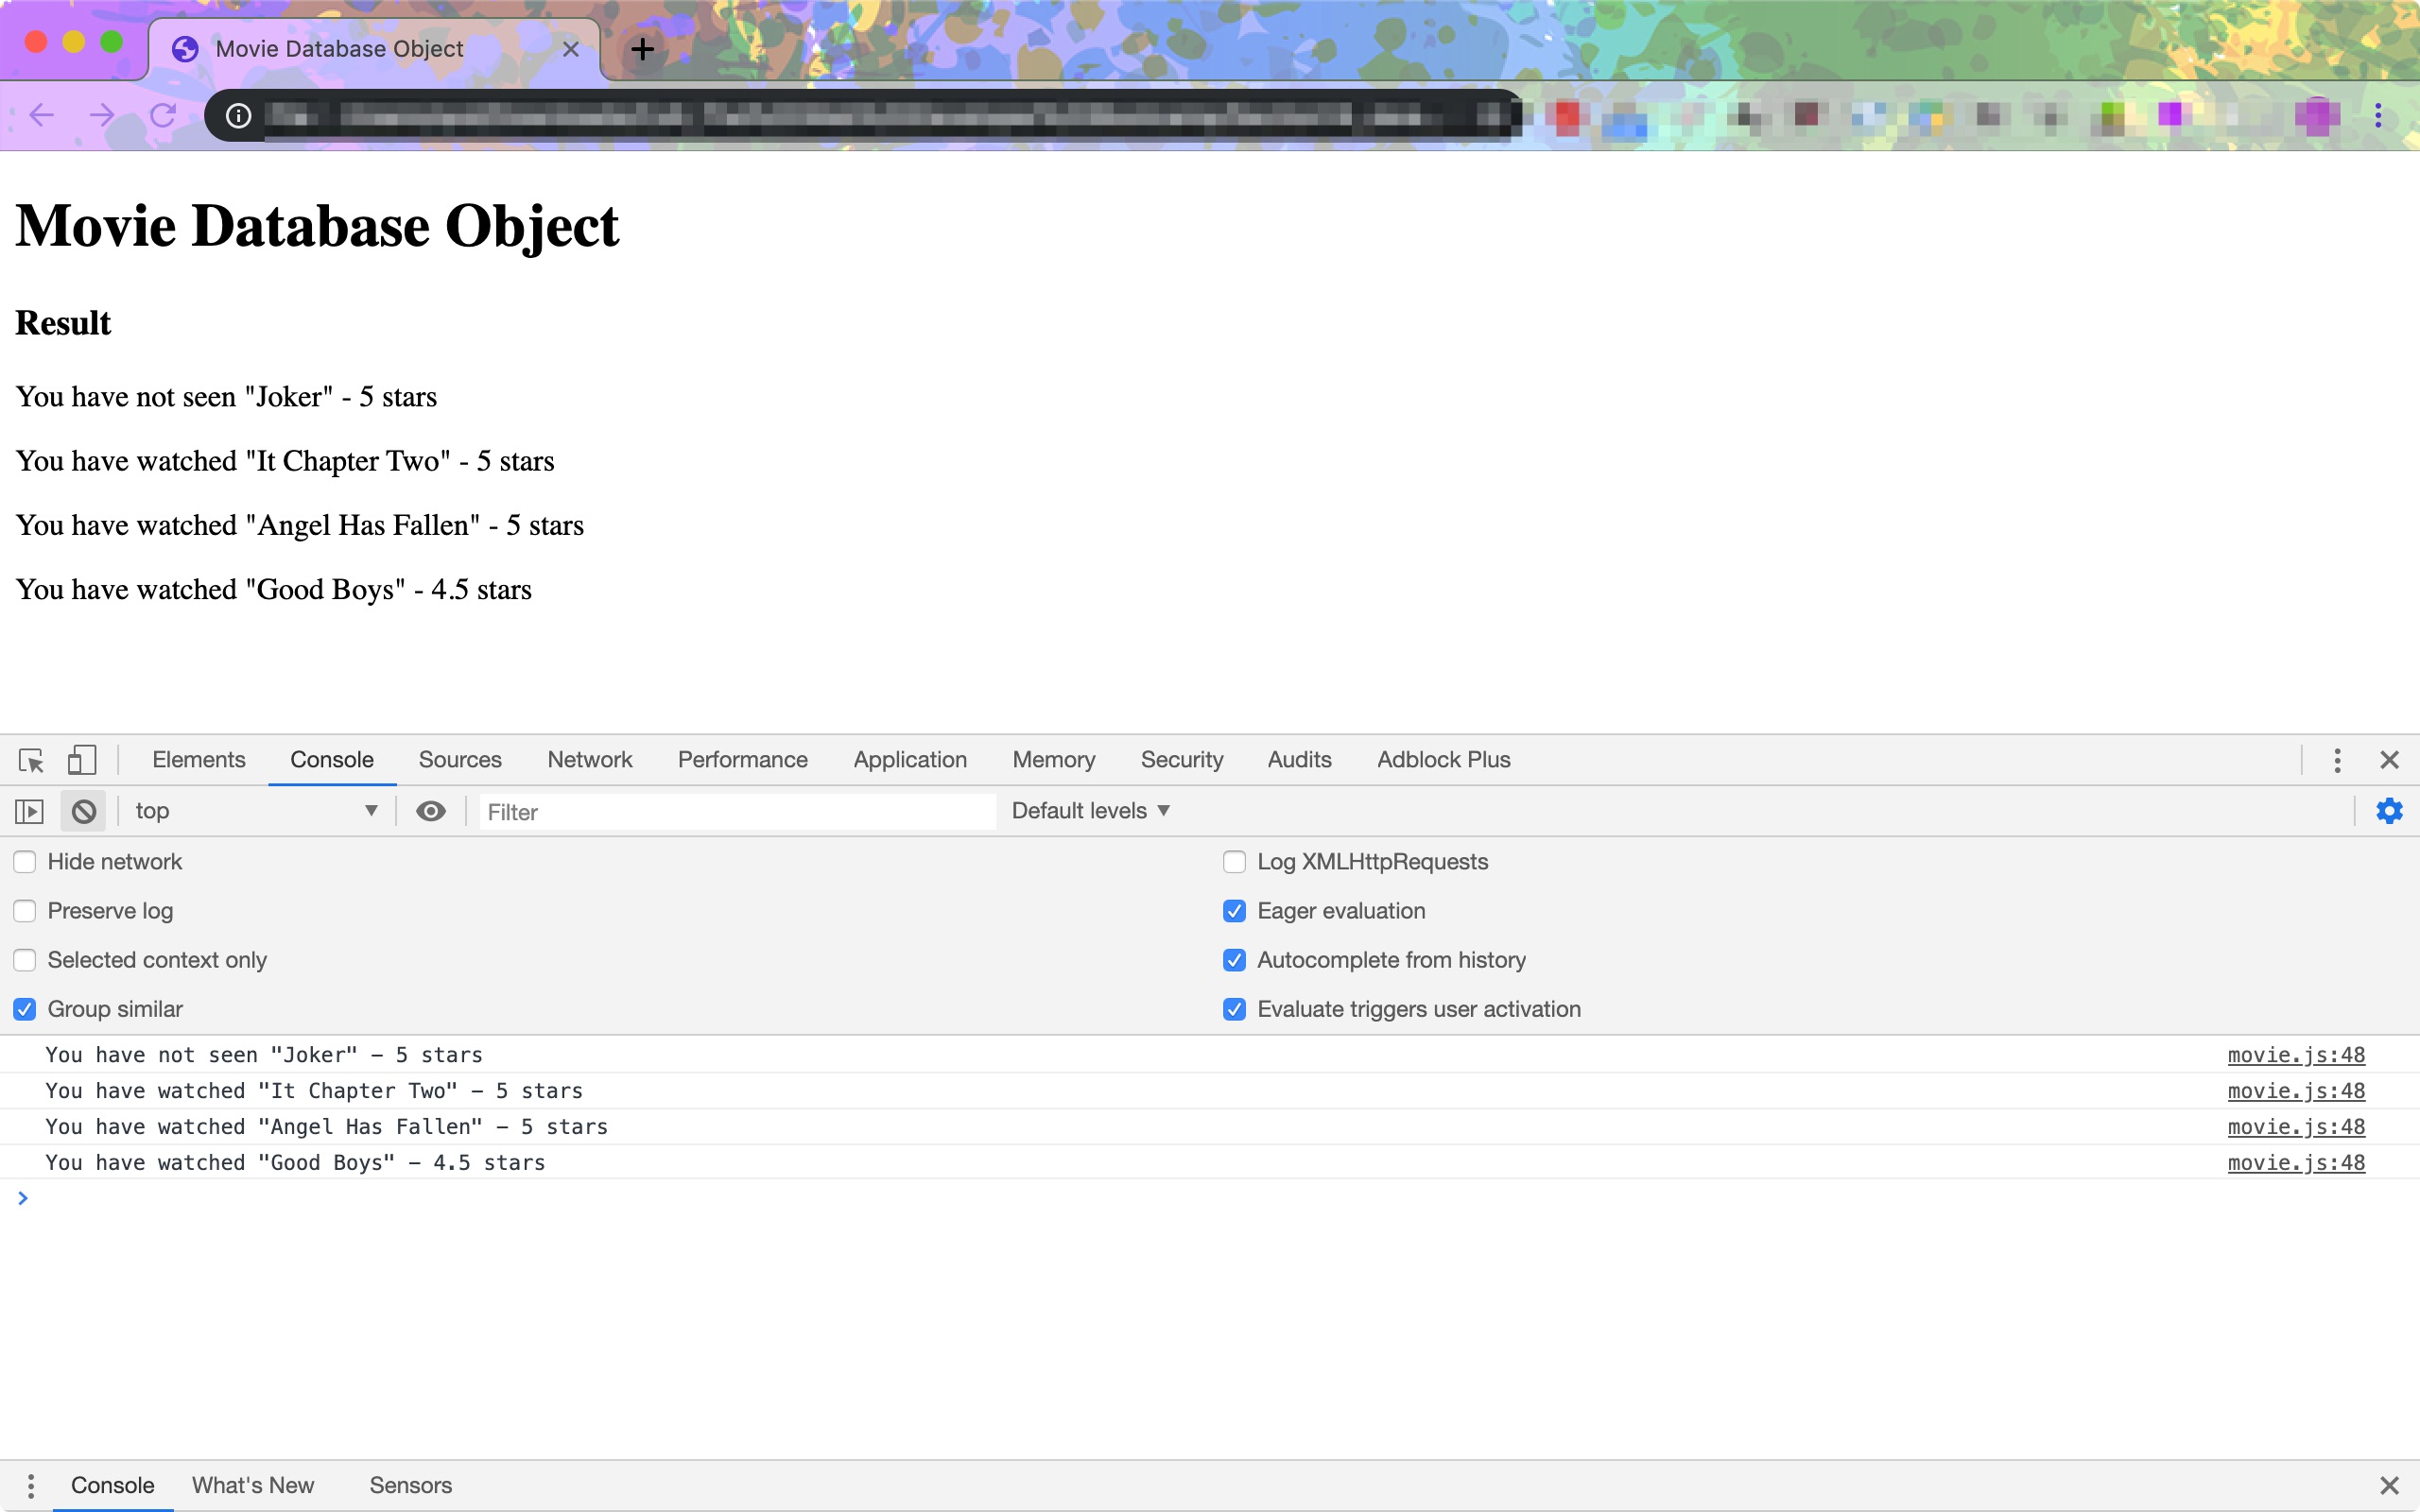 Movie Database Object
Movie Database Object
Result
You have not seen "Joker" - 5 stars
You have watched "It Chapter Two" - 5 stars
You have watched "Angel Has Fallen" - 5 stars
You have watched "Good Boys" - 4.5 stars
Elements Console Sources Network Performance Application Memory Security Audits Adblock Plus
top Filter Default levels
Hide network Log XMLHttpRequests
Preserve log Eager evaluation
Selected context only Autocomplete from history
Group similar Evaluate triggers user activation
You have not seen "Joker" – 5 stars movie.js:48
You have watched "It Chapter Two" – 5 stars movie.js:48
You have watched "Angel Has Fallen" – 5 stars movie.js:48
You have watched "Good Boys" – 4.5 stars movie.js:48
Console What's New Sensors